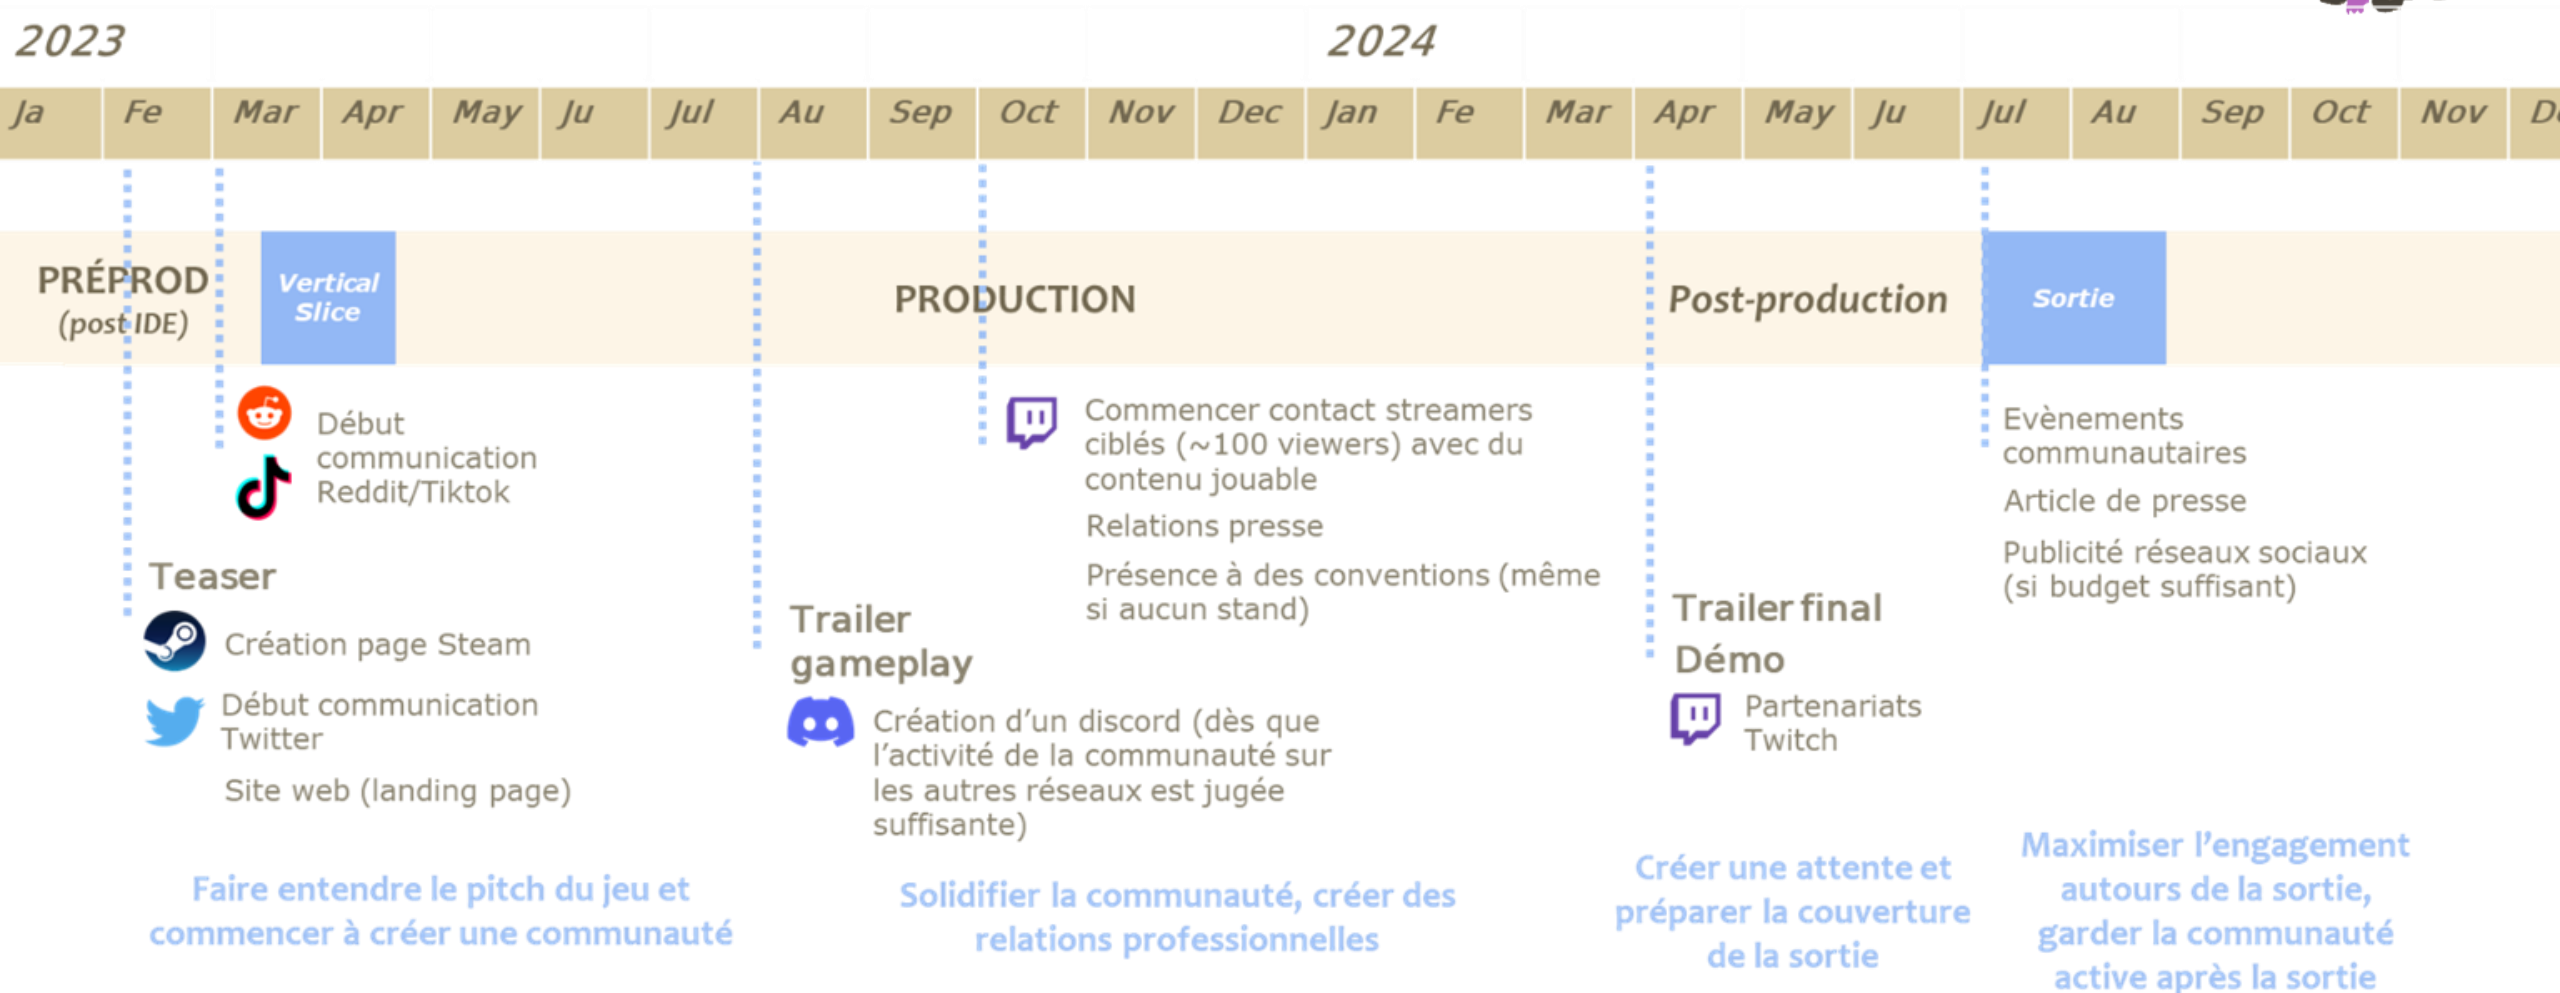 2023
2024
Ja Fe Mar Apr May Ju Jul Au Sep Oct Nov Dec Jan Fe Mar Apr May Ju Jul Au Sep Oct Nov De
PRÉPROD
(post IDE)
Vertical
Slice
PRODUCTION
Post-production
Sortie
Début
communication
Reddit/Tiktok
Teaser
Création page Steam
Début communication
Twitter
Site web (landing page)
Faire entendre le pitch du jeu et
commencer à créer une communauté
Trailer
gameplay
Création d’un discord (dès que
l’activité de la communauté sur
les autres réseaux est jugée
suffisante)
Commencer contact streamers
ciblés (~100 viewers) avec du
contenu jouable
Relations presse
Présence à des conventions (même
si aucun stand)
Solidifier la communauté, créer des
relations professionnelles
Trailer final
Démo
Partenariats
Twitch
Créer une attente et
préparer la couverture
de la sortie
Evènements
communautaires
Article de presse
Publicité réseaux sociaux
(si budget suffisant)
Maximiser l’engagement
autours de la sortie,
garder la communauté
active après la sortie